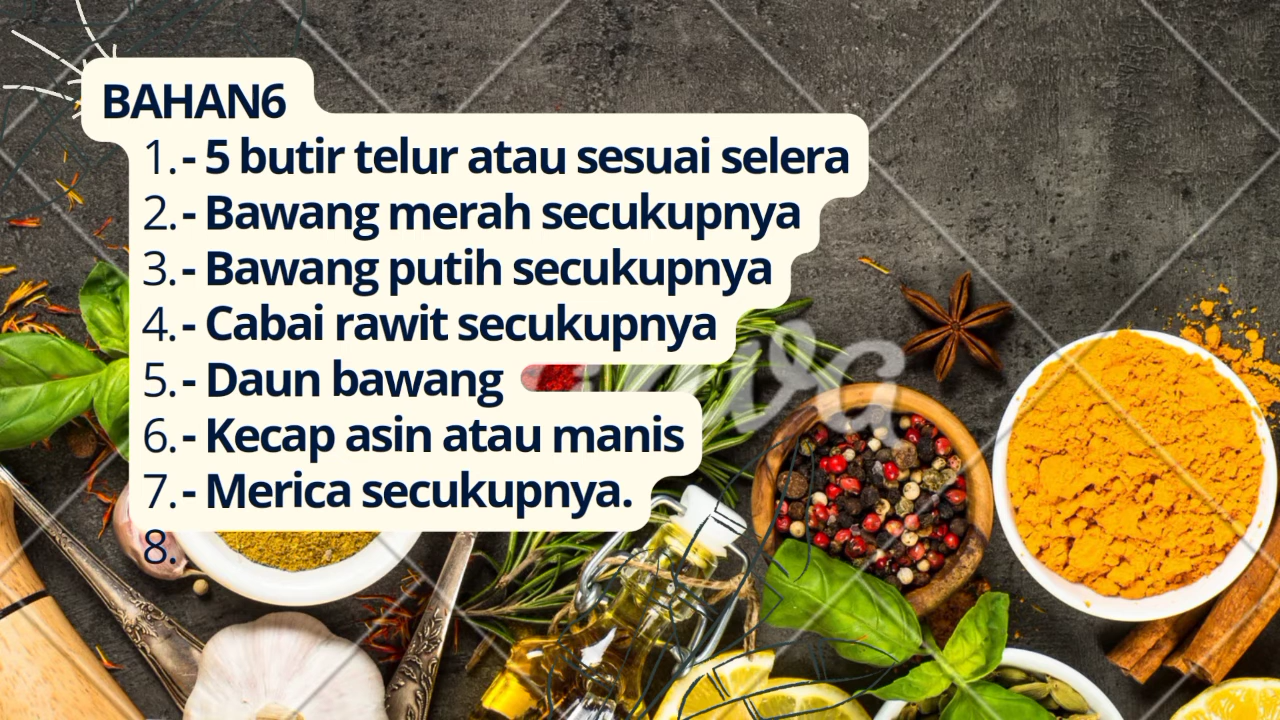 BAHAN6
1. - 5 butir telur atau sesuai selera
2. - Bawang merah secukupnya
3. - Bawang putih secukupnya
4. - Cabai rawit secukupnya
5. - Daun bawang
6. - Kecap asin atau manis
7. - Merica secukupnya.
8.